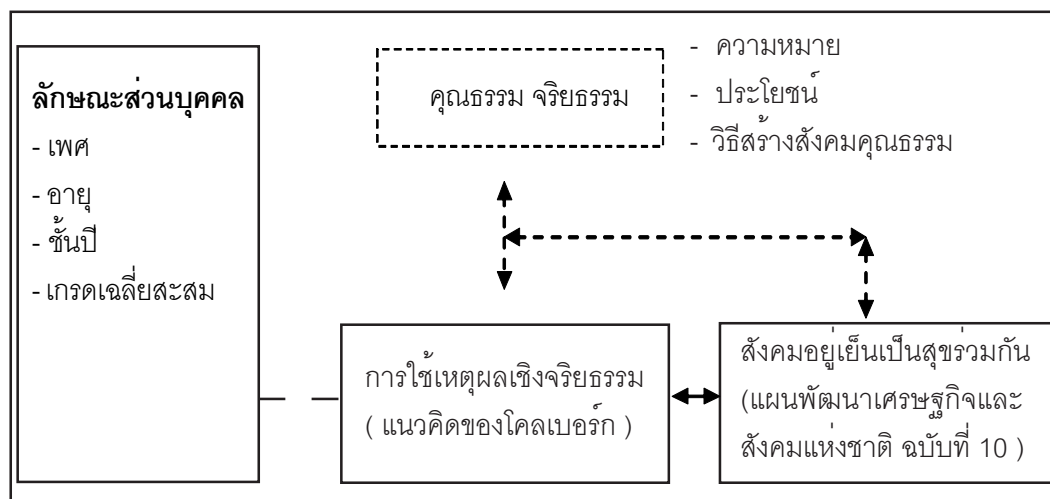 ลักษณะส่วนบุคคล
- เพศ
- อายุ
- ชั้นปี
- เกรดเฉลี่ยสะสม
คุณธรรม จริยธรรม
- ความหมาย
- ประโยชน์
- วิธีสร้างสังคมคุณธรรม
การใช้เหตุผลเชิงจริยธรรม
( แนวคิดของโคลเบอร์ก )
สังคมอยู่เย็นเป็นสุขร่วมกัน
(แผนพัฒนาเศรษฐกิจและ
สังคมแห่งชาติ ฉบับที่ 10 )